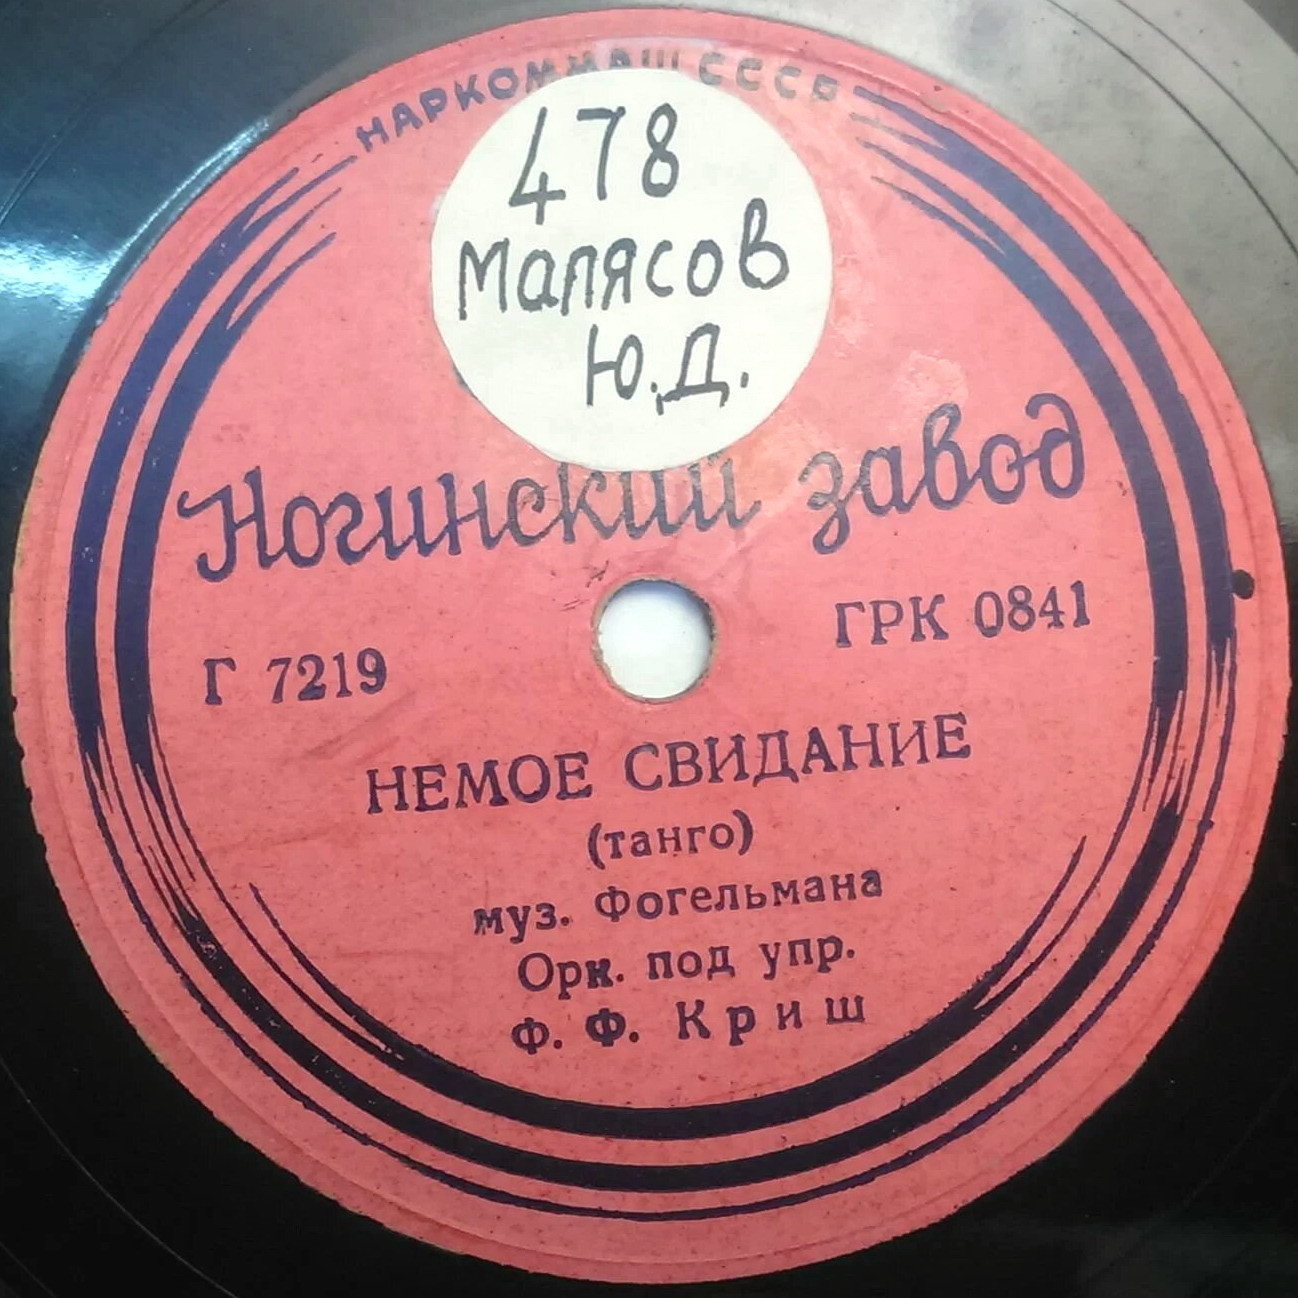 НАРКОММАШ СССР
478
Малясов
Ю.Д.
Ногинский завод
Г 7219
ГРК 0841
НЕМОЕ СВИДАНИЕ
(танго)
муз. Фогельмана
Орк. под упр.
Ф. Ф. Криш